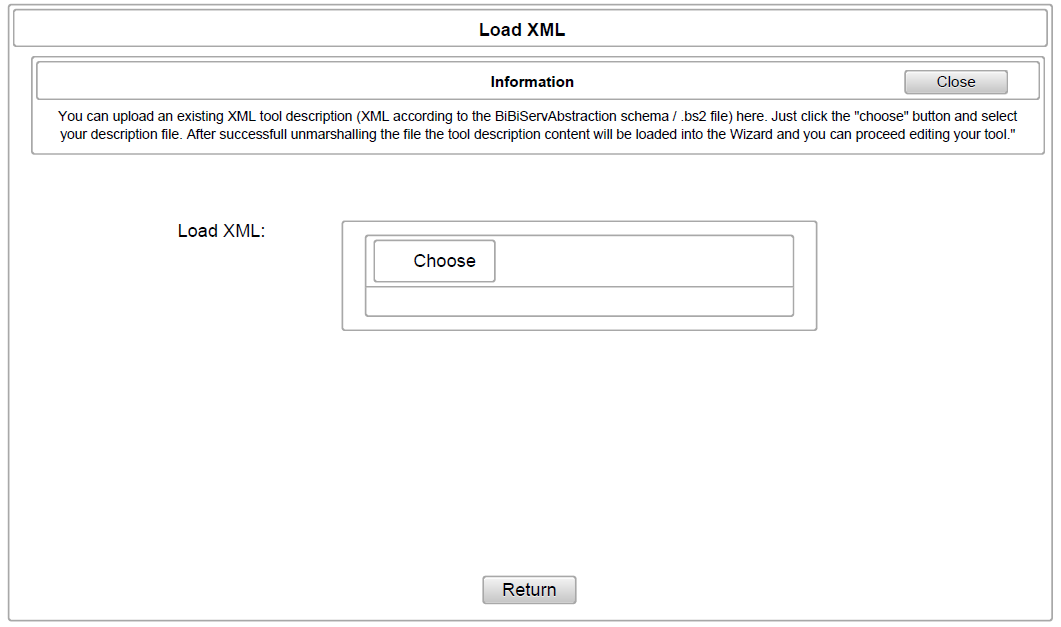 Load XML
Information
Close
You can upload an existing XML tool description (XML according to the BiBiServAbstraction schema / .bs2 file) here. Just click the "choose" button and select
your description file. After successfull unmarshalling the file the tool description content will be loaded into the Wizard and you can proceed editing your tool."
Load XML:
Choose
Return